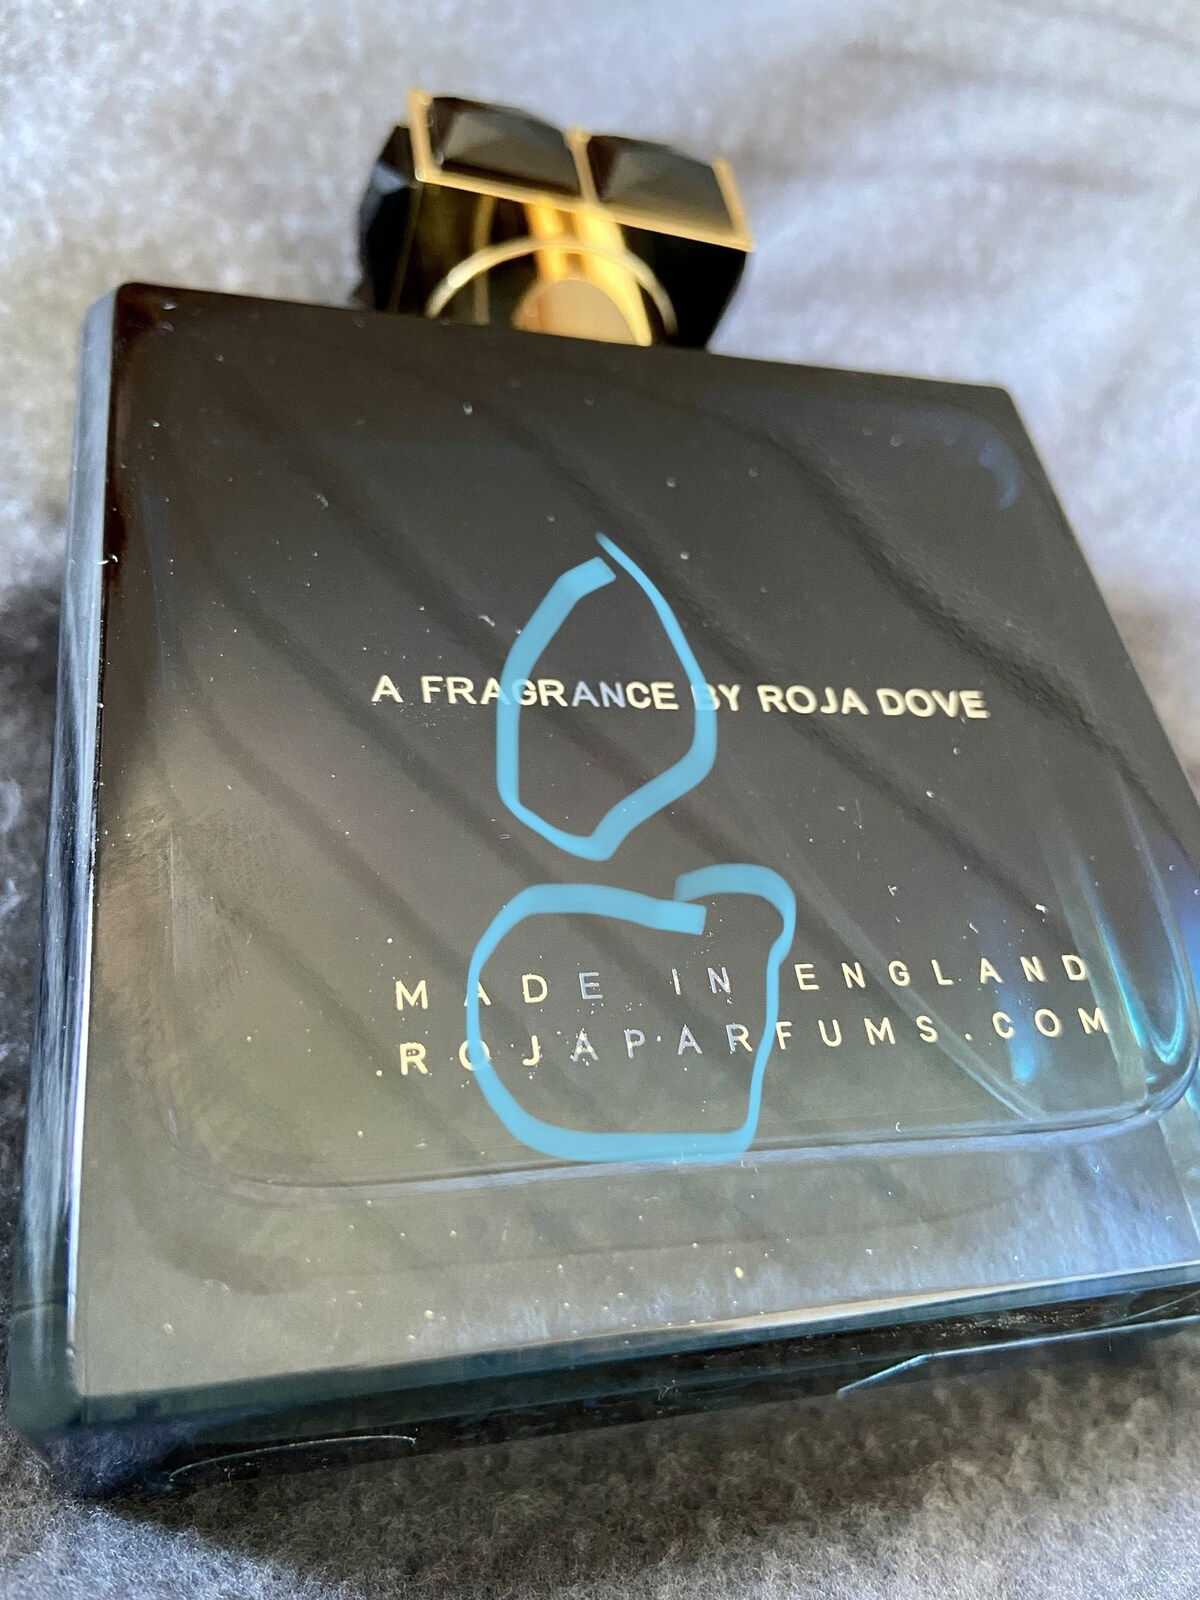 A FRAGRANCE BY ROJA DOVE
MADE IN ENGLAND
.ROJAPARFUMS.COM